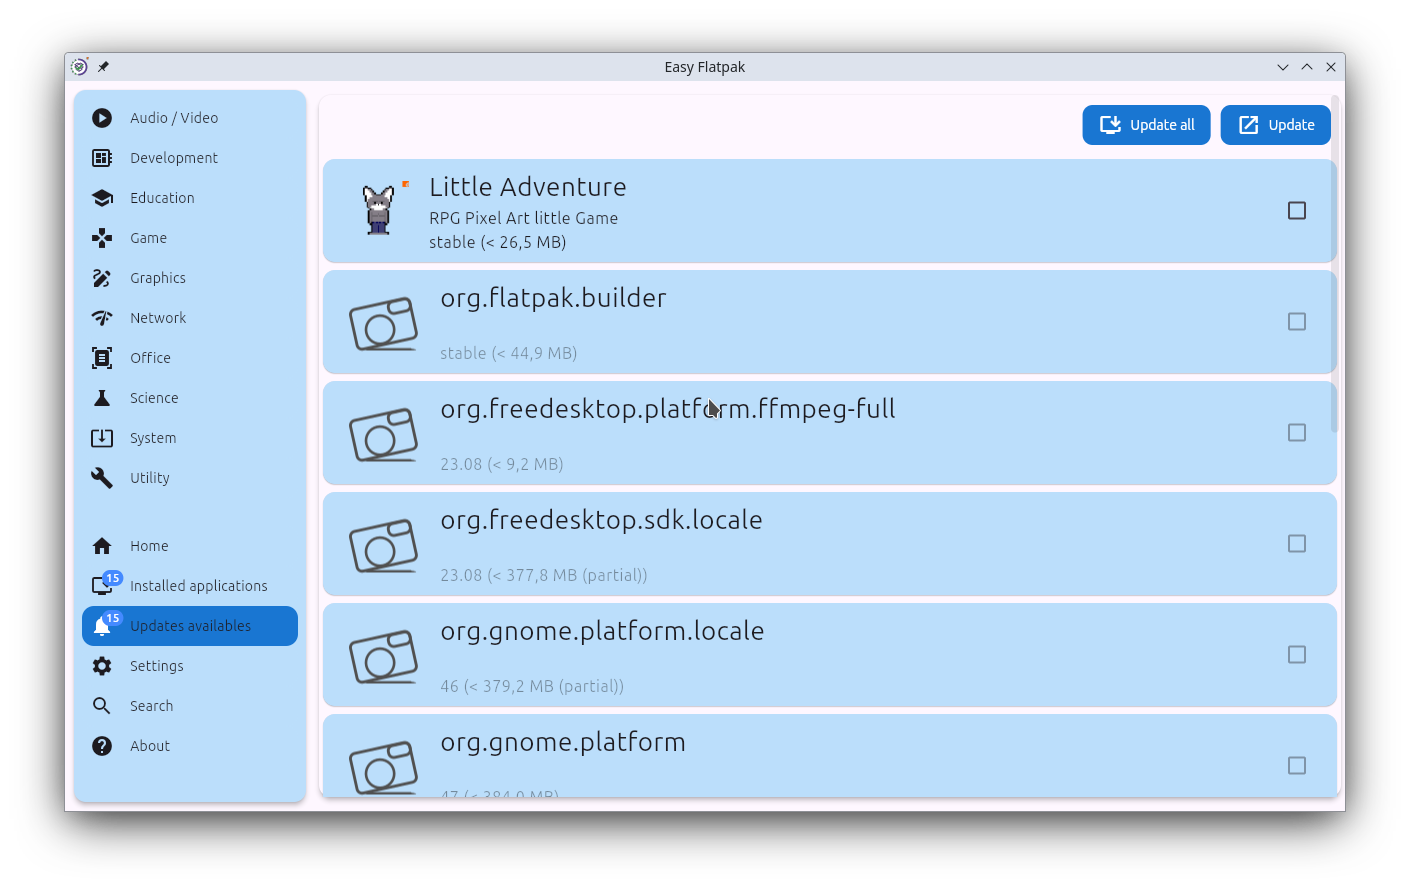 Easy Flatpak
Audio / Video
Development
Education
Game
Graphics
Network
Office
Science
System
Utility
Home
15
Installed applications
15
Updates availables
Settings
Search
About
Update all
Update
Little Adventure
RPG Pixel Art little Game
stable (< 26,5 MB)
org.flatpak.builder
stable (< 44,9 MB)
org.freedesktop.platform.ffmpeg-full
23.08 (< 9,2 MB)
org.freedesktop.sdk.locale
23.08 (< 377,8 MB (partial))
org.gnome.platform.locale
46 (< 379,2 MB (partial))
org.gnome.platform
47 (< 384,0 MB)